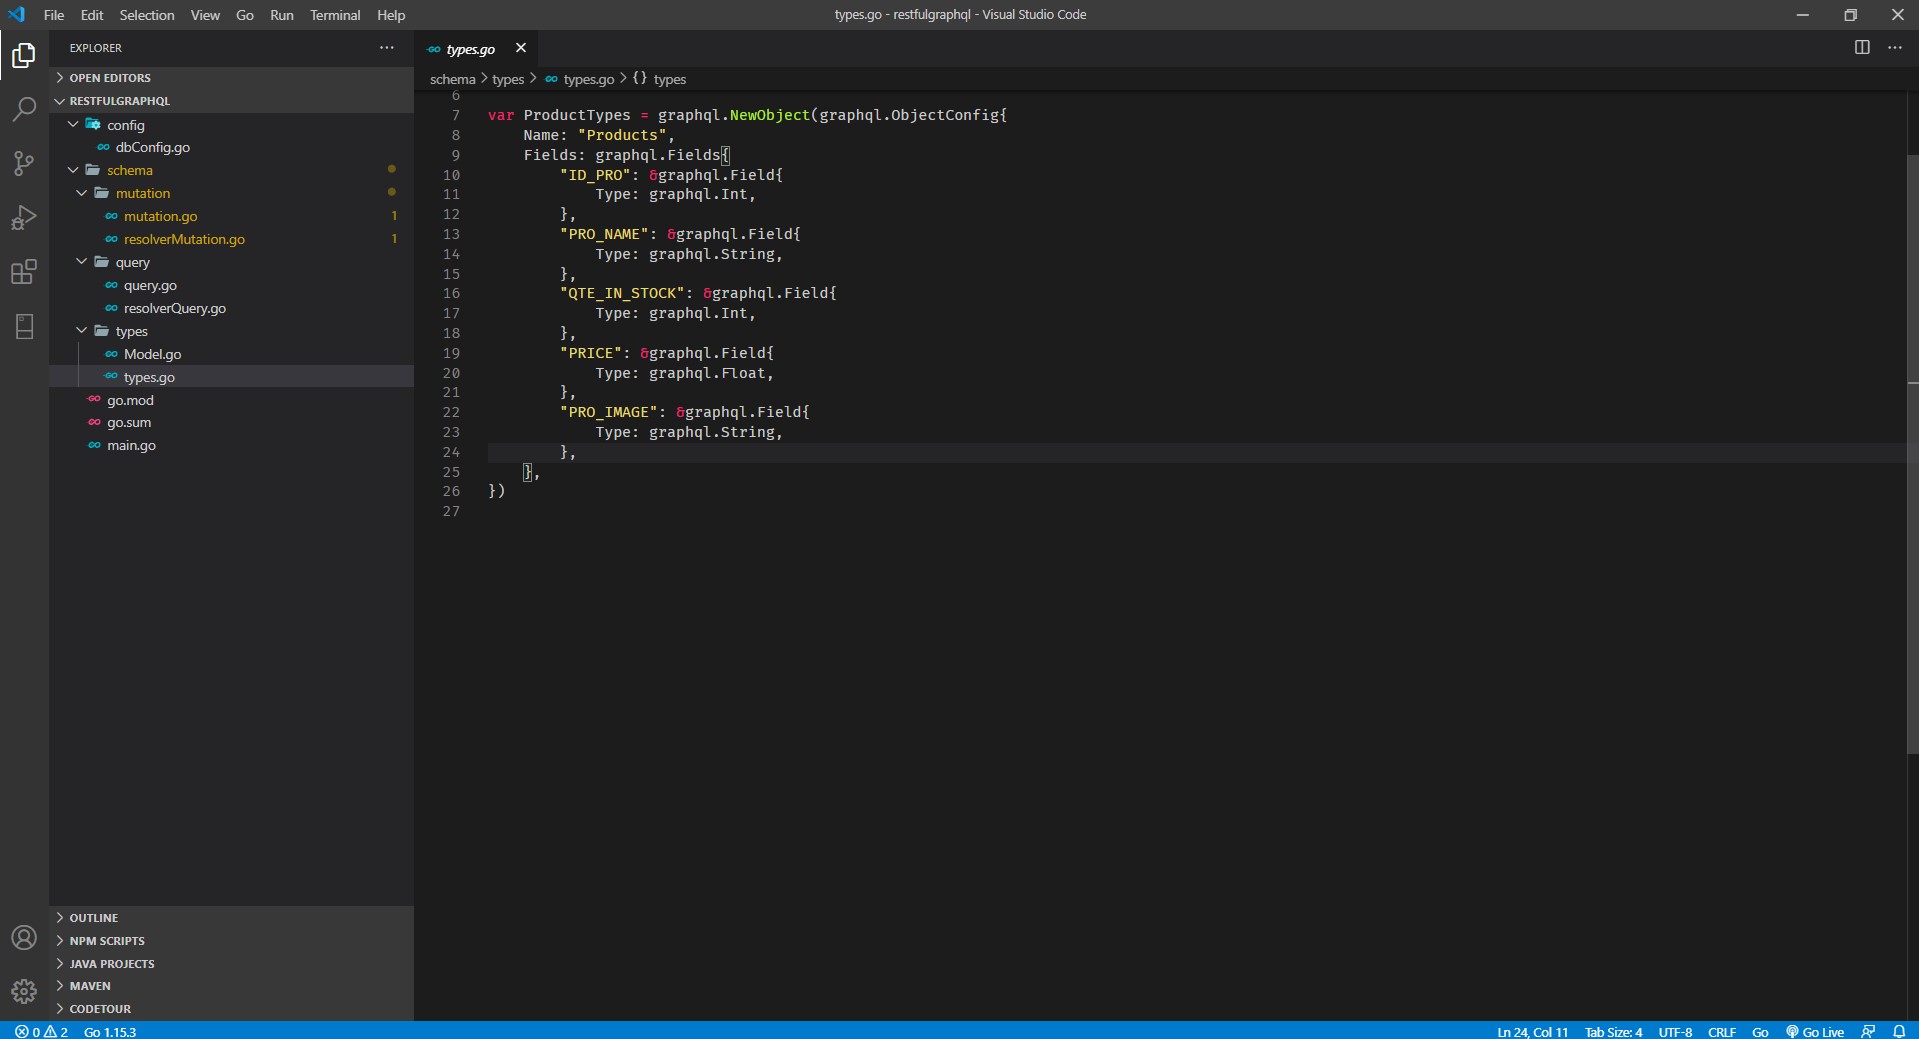 File Edit Selection View Go Run Terminal Help
types.go - restfulgraphql - Visual Studio Code
EXPLORER
OPEN EDITORS
RESTFULGRAPHQL
config
dbConfig.go
schema
mutation
mutation.go 1
resolverMutation.go 1
query
query.go
resolverQuery.go
types
Model.go
types.go
go.mod
go.sum
main.go
OUTLINE
NPM SCRIPTS
JAVA PROJECTS
MAVEN
CODETOUR
types.go
schema > types > types.go > {} types
6
7 var ProductTypes = graphql.NewObject(graphql.ObjectConfig{
8 Name: "Products",
9 Fields: graphql.Fields{
10 "ID_PRO": &graphql.Field{
11 Type: graphql.Int,
12 },
13 "PRO_NAME": &graphql.Field{
14 Type: graphql.String,
15 },
16 "QTE_IN_STOCK": &graphql.Field{
17 Type: graphql.Int,
18 },
19 "PRICE": &graphql.Field{
20 Type: graphql.Float,
21 },
22 "PRO_IMAGE": &graphql.Field{
23 Type: graphql.String,
24 },
25 },
26 })
27
0 2 Go 1.15.3
Ln 24, Col 11 Tab Size: 4 UTF-8 CRLF Go Go Live